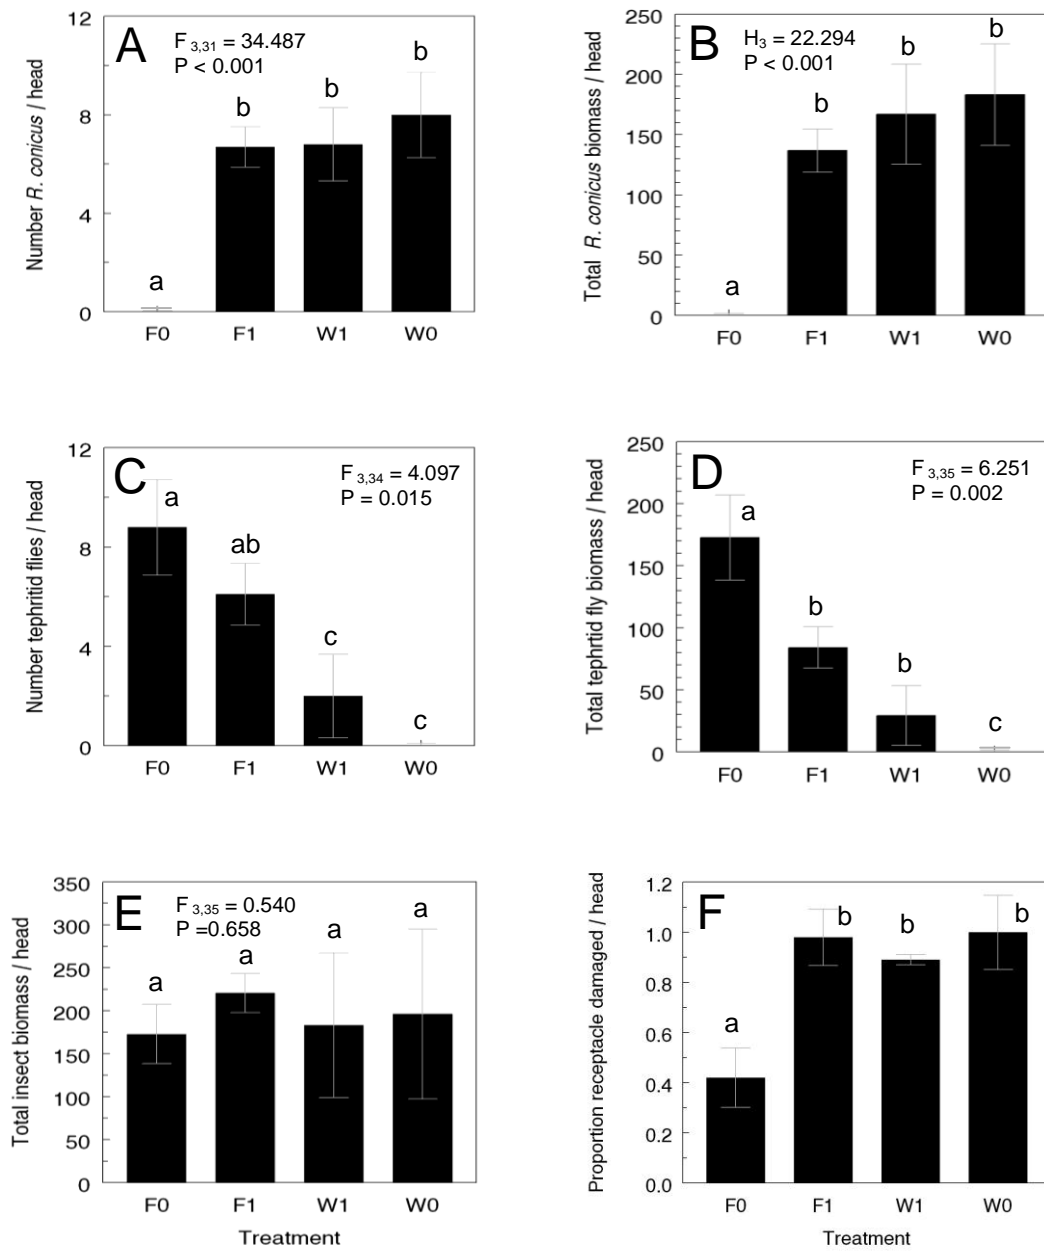 A
F 3,31 = 34.487
P < 0.001
Number R. conicus / head
12
8
4
0
a
b
b
b
F0
F1
W1
W0
B
H3 = 22.294
P < 0.001
Total R. conicus biomass / head
250
200
150
100
50
0
a
b
b
b
F0
F1
W1
W0
C
F 3,34 = 4.097
P = 0.015
Number tephritid flies / head
12
8
4
0
a
ab
c
c
F0
F1
W1
W0
D
F 3,35 = 6.251
P = 0.002
Total tephrtid fly biomass / head
250
200
150
100
50
0
a
b
b
c
F0
F1
W1
W0
E
F 3,35 = 0.540
P =0.658
Total insect biomass / head
350
300
250
200
150
100
50
0
a
a
a
a
F0
F1
W1
W0
Treatment
F
Proportion receptacle damaged / head
1.2
1.0
0.8
0.6
0.4
0.2
0.0
a
b
b
b
F0
F1
W1
W0
Treatment